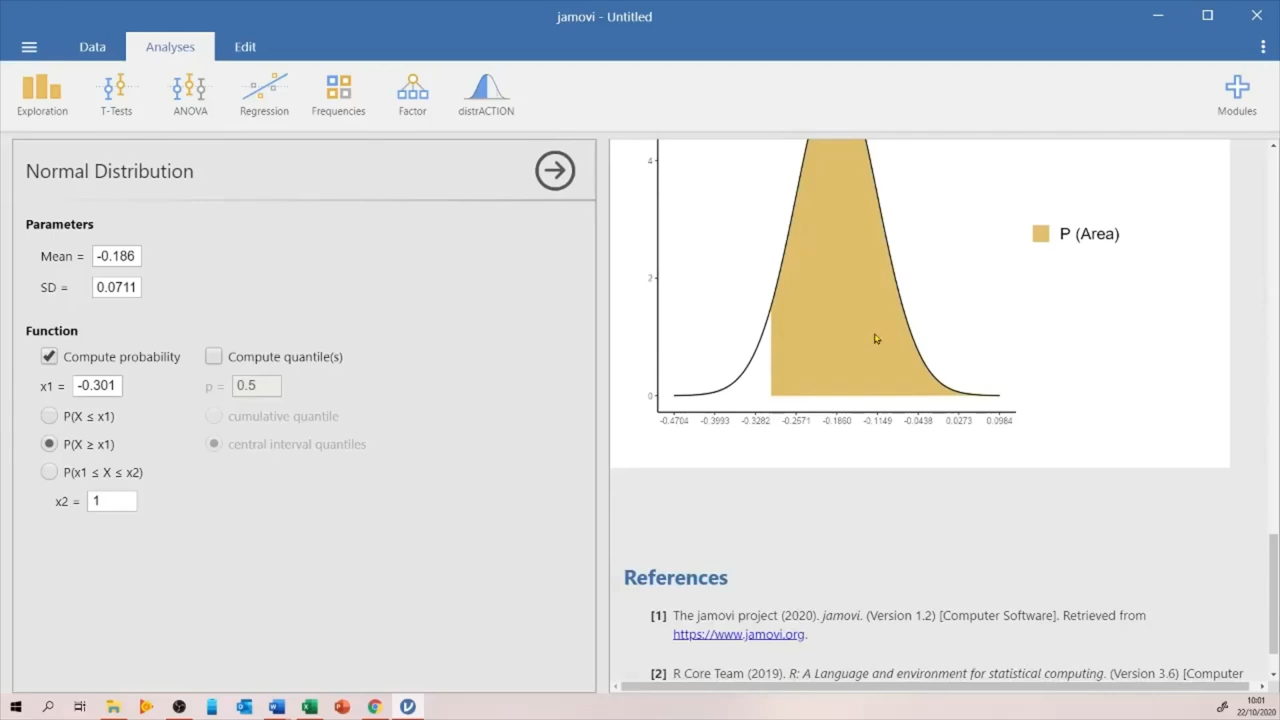 jamovi - Untitled
Data Analyses Edit
Exploration T-Tests ANOVA Regression Frequencies Factor distrACTION Modules
Normal Distribution
Parameters
Mean = -0.186
SD = 0.0711
Function
Compute probability Compute quantile(s)
x1 = -0.301 p = 0.5
P(X ≤ x1) cumulative quantile
P(X ≥ x1) central interval quantiles
P(x1 ≤ X ≤ x2)
x2 = 1
4
2
0
-0.4704 -0.3993 -0.3282 -0.2571 -0.1860 -0.1149 -0.0438 0.0273 0.0984
P (Area)
References
[1] The jamovi project (2020). jamovi. (Version 1.2) [Computer Software]. Retrieved from
https://www.jamovi.org.
[2] R Core Team (2019). R: A Language and environment for statistical computing. (Version 3.6) [Computer
10:01
22/10/2020